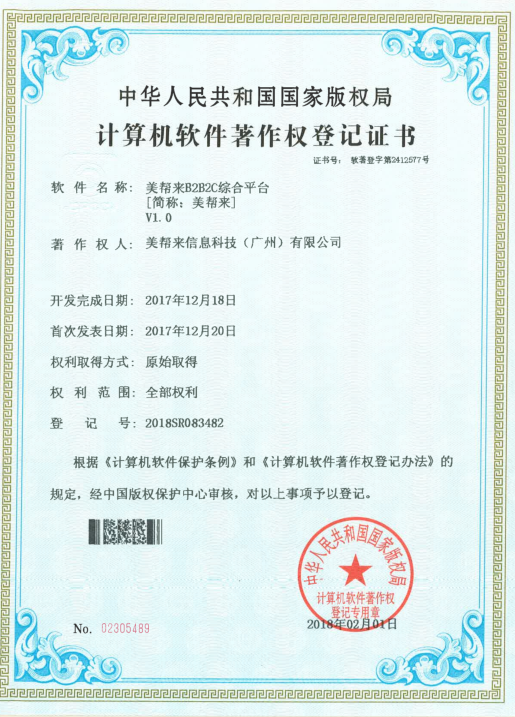 中华人民共和国国家版权局
计算机软件著作权登记证书
证书号： 软著登字第2412577号
软件名称： 美帮来B2B2C综合平台
[简称：美帮来]
V1.0
著作权人： 美帮来信息科技（广州）有限公司
开发完成日期： 2017年12月18日
首次发表日期： 2017年12月20日
权利取得方式： 原始取得
权利范围： 全部权利
登记号： 2018SR083482
根据《计算机软件保护条例》和《计算机软件著作权登记办法》的
规定，经中国版权保护中心审核，对以上事项予以登记。
中华人民共和国国家版权局
计算机软件著作权
登记专用章
2018年02月01日
No. 02305489